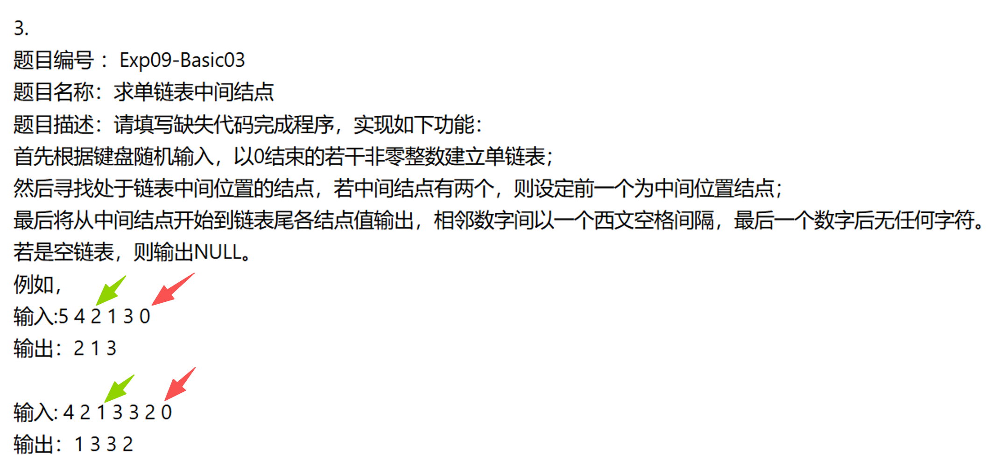 3.
题目编号 ：Exp09-Basic03
题目名称：求单链表中间结点
题目描述：请填写缺失代码完成程序，实现如下功能：
首先根据键盘随机输入，以0结束的若干非零整数建立单链表；
然后寻找处于链表中间位置的结点，若中间结点有两个，则设定前一个为中间位置结点；
最后将从中间结点开始到链表尾各结点值输出，相邻数字间以一个西文空格间隔，最后一个数字后无任何字符。
若是空链表，则输出NULL。
例如，
输入:5 4 2 1 3 0
输出：2 1 3
输入: 4 2 1 3 3 2 0
输出：1 3 3 2